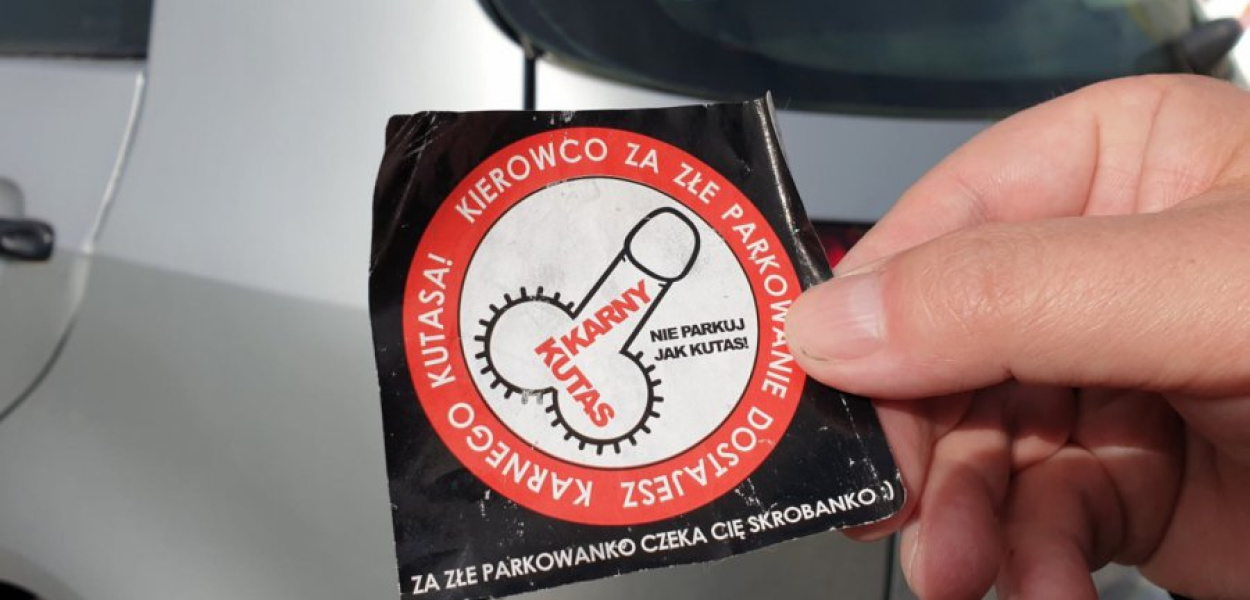 KIEROWCO ZA ZŁE PARKOWANIE DOSTAJESZ KARNEGO KUTASA!
KARNY
KUTAS
NIE PARKUJ
JAK KUTAS!
ZA ZŁE PARKOWANKO CZEKA CIĘ SKROBANKO :)